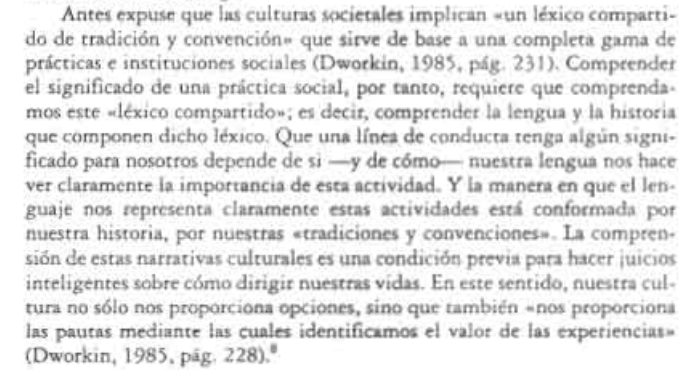 Antes expuse que las culturas societales implican «un léxico comparti-
do de tradición y convención» que sirve de base a una completa gama de
prácticas e instituciones sociales (Dworkin, 1985, pág. 231). Comprender
el significado de una práctica social, por tanto, requiere que comprenda-
mos este «léxico compartido»; es decir, comprender la lengua y la historia
que componen dicho léxico. Que una línea de conducta tenga algún signi-
ficado para nosotros depende de si —y de cómo— nuestra lengua nos hace
ver claramente la importancia de esta actividad. Y la manera en que el len-
guaje nos representa claramente estas actividades está conformada por
nuestra historia, por nuestras «tradiciones y convenciones». La compren-
sión de estas narrativas culturales es una condición previa para hacer juicios
inteligentes sobre cómo dirigir nuestras vidas. En este sentido, nuestra cul-
tura no sólo nos proporciona opciones, sino que también «nos proporciona
las pautas mediante las cuales identificamos el valor de las experiencias»
(Dworkin, 1985, pág. 228).⁸